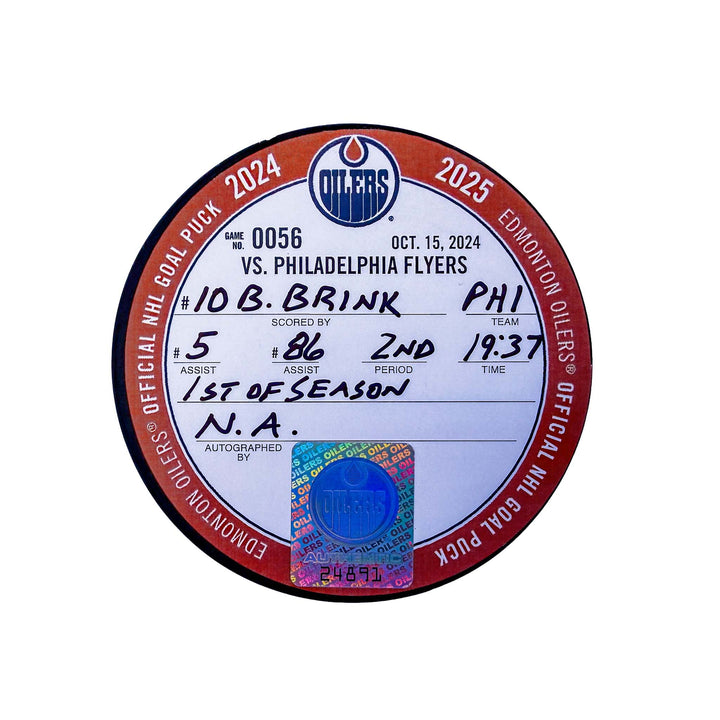 EDMONTON OILERS® OFFICIAL NHL GOAL PUCK 2024
2025 EDMONTON OILERS® OFFICIAL NHL GOAL PUCK
OILERS®
GAME NO. 0056 OCT. 15, 2024
VS. PHILADELPHIA FLYERS
#10 B. BRINK PHI
SCORED BY TEAM
#5 #86 2ND 19:37
ASSIST ASSIST PERIOD TIME
1ST OF SEASON
N.A.
AUTOGRAPHED BY
OILERS
AUTHENTIC
24891